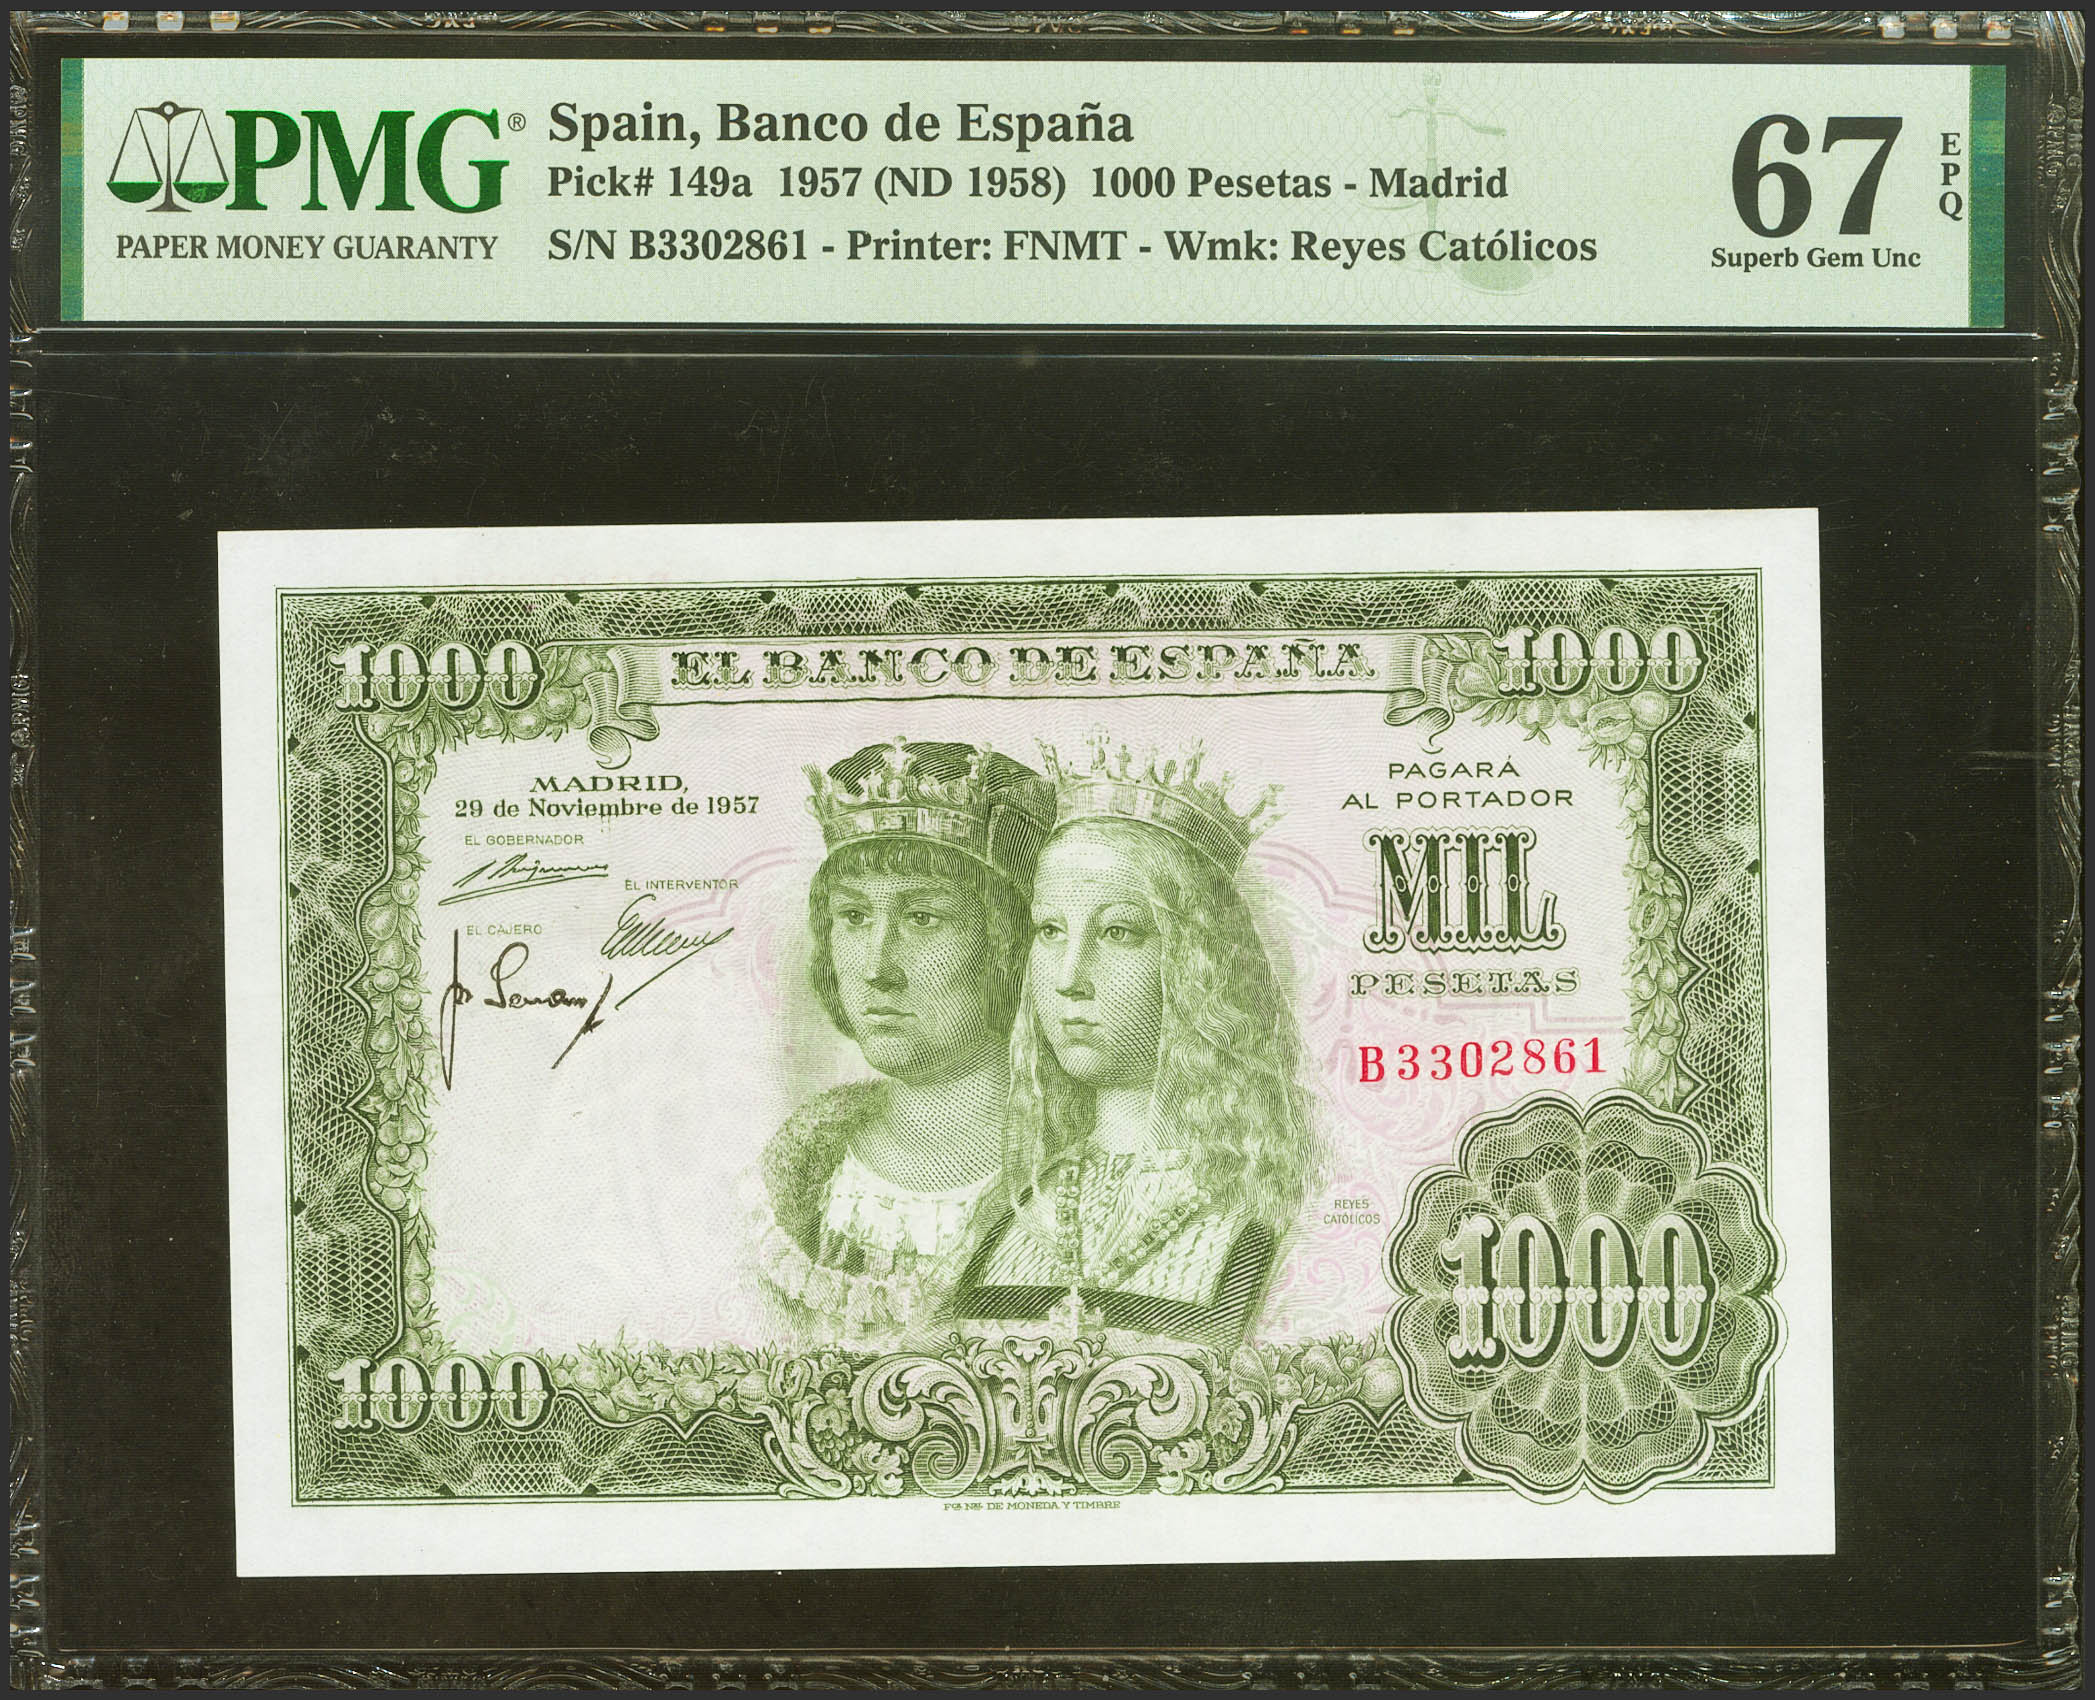 PMG®
PAPER MONEY GUARANTY
Spain, Banco de España
Pick# 149a 1957 (ND 1958) 1000 Pesetas - Madrid
S/N B3302861 - Printer: FNMT - Wmk: Reyes Católicos
67
EPQ
Superb Gem Unc
1000
EL BANCO DE ESPAÑA
1000
MADRID,
29 de Noviembre de 1957
EL GOBERNADOR
EL INTERVENTOR
EL CAJERO
PAGARÁ
AL PORTADOR
MIL
PESETAS
B3302861
REYES
CATÓLICOS
1000
1000
FCA. NAL. DE MONEDA Y TIMBRE